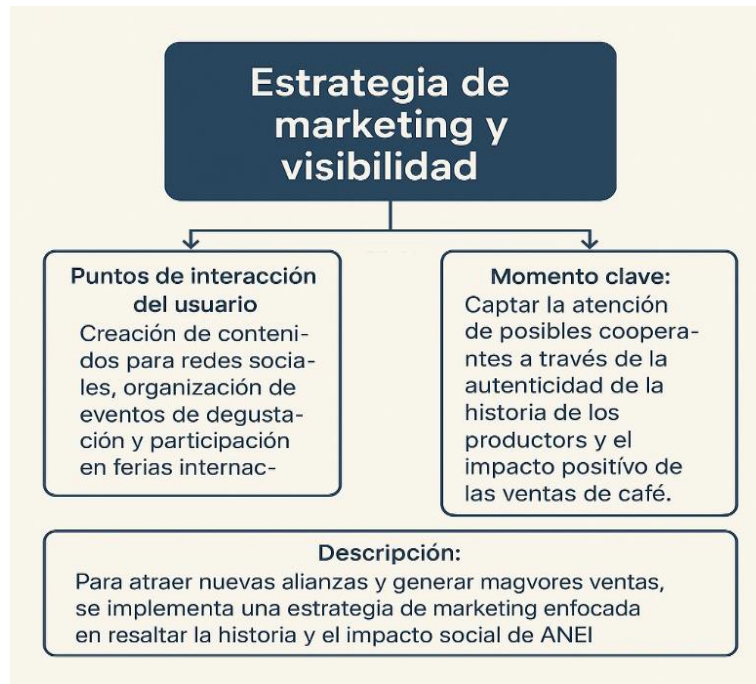 Estrategia de
marketing y
visibilidad
Puntos de interacción
del usuario
Creación de conteni-
dos para redes socia-
les, organización de
eventos de degusta-
ción y participación
en ferias internac-
Momento clave:
Captar la atención
de posibles coopera-
ntes a través de la
autenticidad de la
historia de los
productors y el
impacto positívo de
las ventas de café.
Descripción:
Para atraer nuevas alianzas y generar magvores ventas,
se implementa una estrategia de marketing enfocada
en resaltar la historia y el impacto social de ANEI